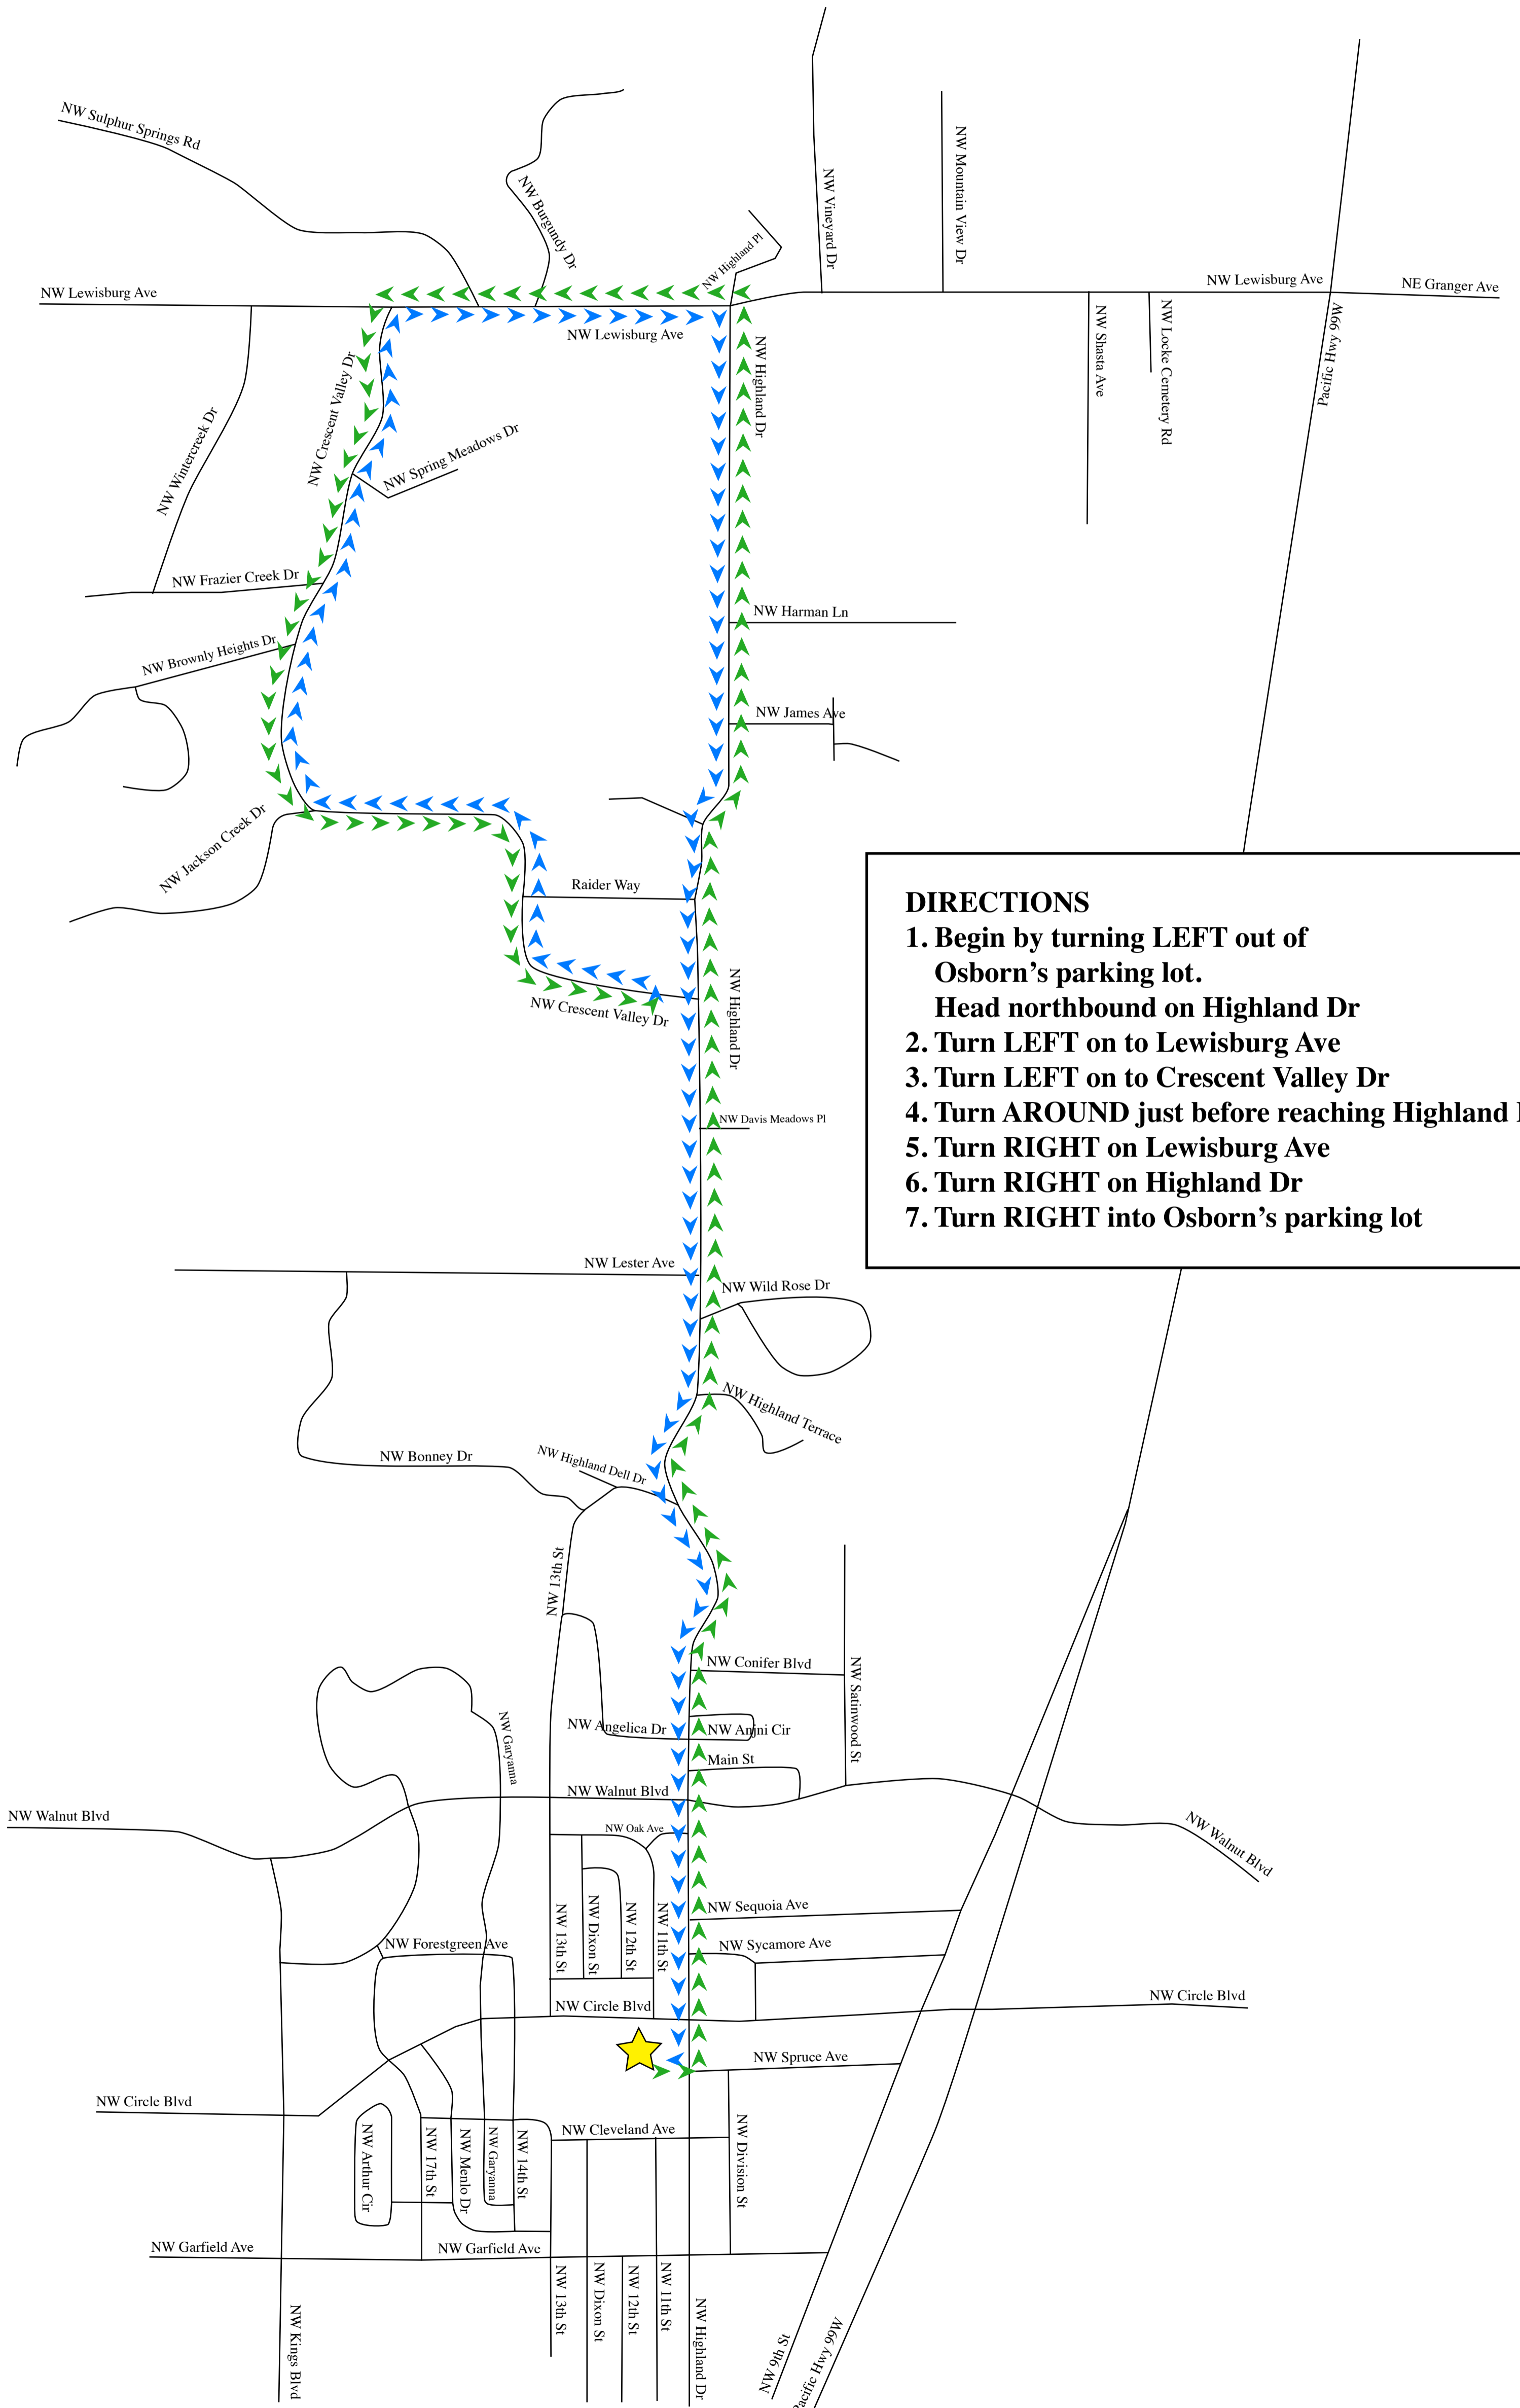 NW Sulphur Springs Rd
NW Burgundy Dr
NW Highland Pl
NW Vineyard Dr
NW Mountain View Dr
NW Lewisburg Ave
NW Lewisburg Ave
NE Granger Ave
NW Lewisburg Ave
NW Crescent Valley Dr
NW Highland Dr
NW Shasta Ave
NW Locke Cemetery Rd
Pacific Hwy 99W
NW Wintercreek Dr
NW Spring Meadows Dr
NW Frazier Creek Dr
NW Harman Ln
NW Brownly Heights Dr
NW James Ave
NW Jackson Creek Dr
Raider Way
NW Crescent Valley Dr
NW Highland Dr
DIRECTIONS
1. Begin by turning LEFT out of
Osborn’s parking lot.
Head northbound on Highland Dr
2. Turn LEFT on to Lewisburg Ave
3. Turn LEFT on to Crescent Valley Dr
4. Turn AROUND just before reaching Highland
5. Turn RIGHT on Lewisburg Ave
6. Turn RIGHT on Highland Dr
7. Turn RIGHT into Osborn’s parking lot
NW Davis Meadows Pl
NW Lester Ave
NW Wild Rose Dr
NW Highland Terrace
NW Bonney Dr
NW Highland Dell Dr
NW 13th St
NW Conifer Blvd
NW Satinwood St
NW Garyanna
NW Angelica Dr
NW Anjni Cir
Main St
NW Walnut Blvd
NW Walnut Blvd
NW Walnut Blvd
NW Oak Ave
NW 13th St
NW Dixon St
NW 12th St
NW 11th St
NW Sequoia Ave
NW Forestgreen Ave
NW Sycamore Ave
NW Circle Blvd
NW Circle Blvd
NW Spruce Ave
NW Circle Blvd
NW Cleveland Ave
NW Arthur Cir
NW 17th St
NW Menlo Dr
NW Garyanna
NW 14th St
NW Division St
NW Garfield Ave
NW Garfield Ave
NW Kings Blvd
NW 13th St
NW Dixon St
NW 12th St
NW 11th St
NW Highland Dr
NW 9th St
Pacific Hwy 99W